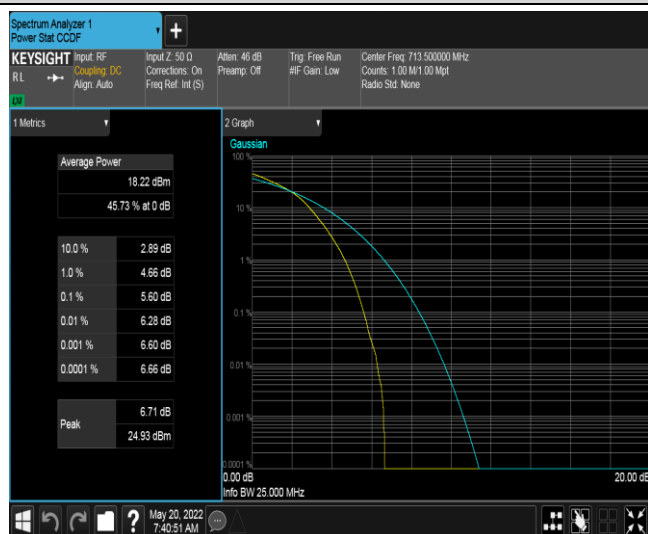 Spectrum Analyzer 1
Power Stat CCDF
KEYSIGHT
RL
LXI
Input: RF
Coupling: DC
Align: Auto
Input Z: 50 Ω
Corrections: On
Freq Ref: Int (S)
Atten: 46 dB
Preamp: Off
Trig: Free Run
#IF Gain: Low
Center Freq: 713.500000 MHz
Counts: 1.00 M/1.00 Mpt
Radio Std: None
1 Metrics
Average Power
18.22 dBm
45.73 % at 0 dB
10.0 % 2.89 dB
1.0 % 4.66 dB
0.1 % 5.60 dB
0.01 % 6.28 dB
0.001 % 6.60 dB
0.0001 % 6.66 dB
Peak
6.71 dB
24.93 dBm
2 Graph
Gaussian
100 %
10 %
1 %
0.1 %
0.01 %
0.001 %
0.0001 %
0.00 dB
20.00 dB
Info BW 25.000 MHz
May 20, 2022
7:40:51 AM